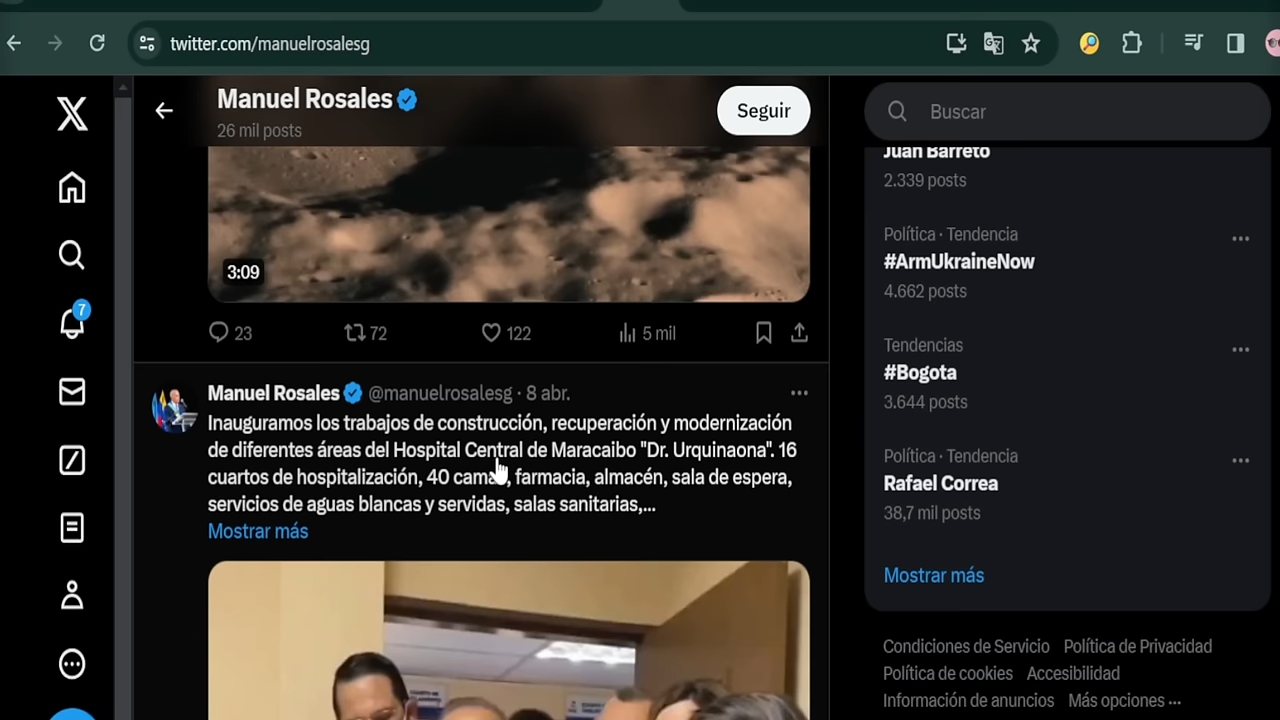 twitter.com/manuelrosalesg
Manuel Rosales
26 mil posts
Seguir
3:09
23
72
122
5 mil
Manuel Rosales @manuelrosalesg · 8 abr.
Inauguramos los trabajos de construcción, recuperación y modernización
de diferentes áreas del Hospital Central de Maracaibo "Dr. Urquinaona". 16
cuartos de hospitalización, 40 camas, farmacia, almacén, sala de espera,
servicios de aguas blancas y servidas, salas sanitarias,...
Mostrar más
7
Buscar
Juan Barreto
2.339 posts
Política · Tendencia
#ArmUkraineNow
4.662 posts
Tendencias
#Bogota
3.644 posts
Política · Tendencia
Rafael Correa
38,7 mil posts
Mostrar más
Condiciones de Servicio Política de Privacidad
Política de cookies Accesibilidad
Información de anuncios Más opciones ···